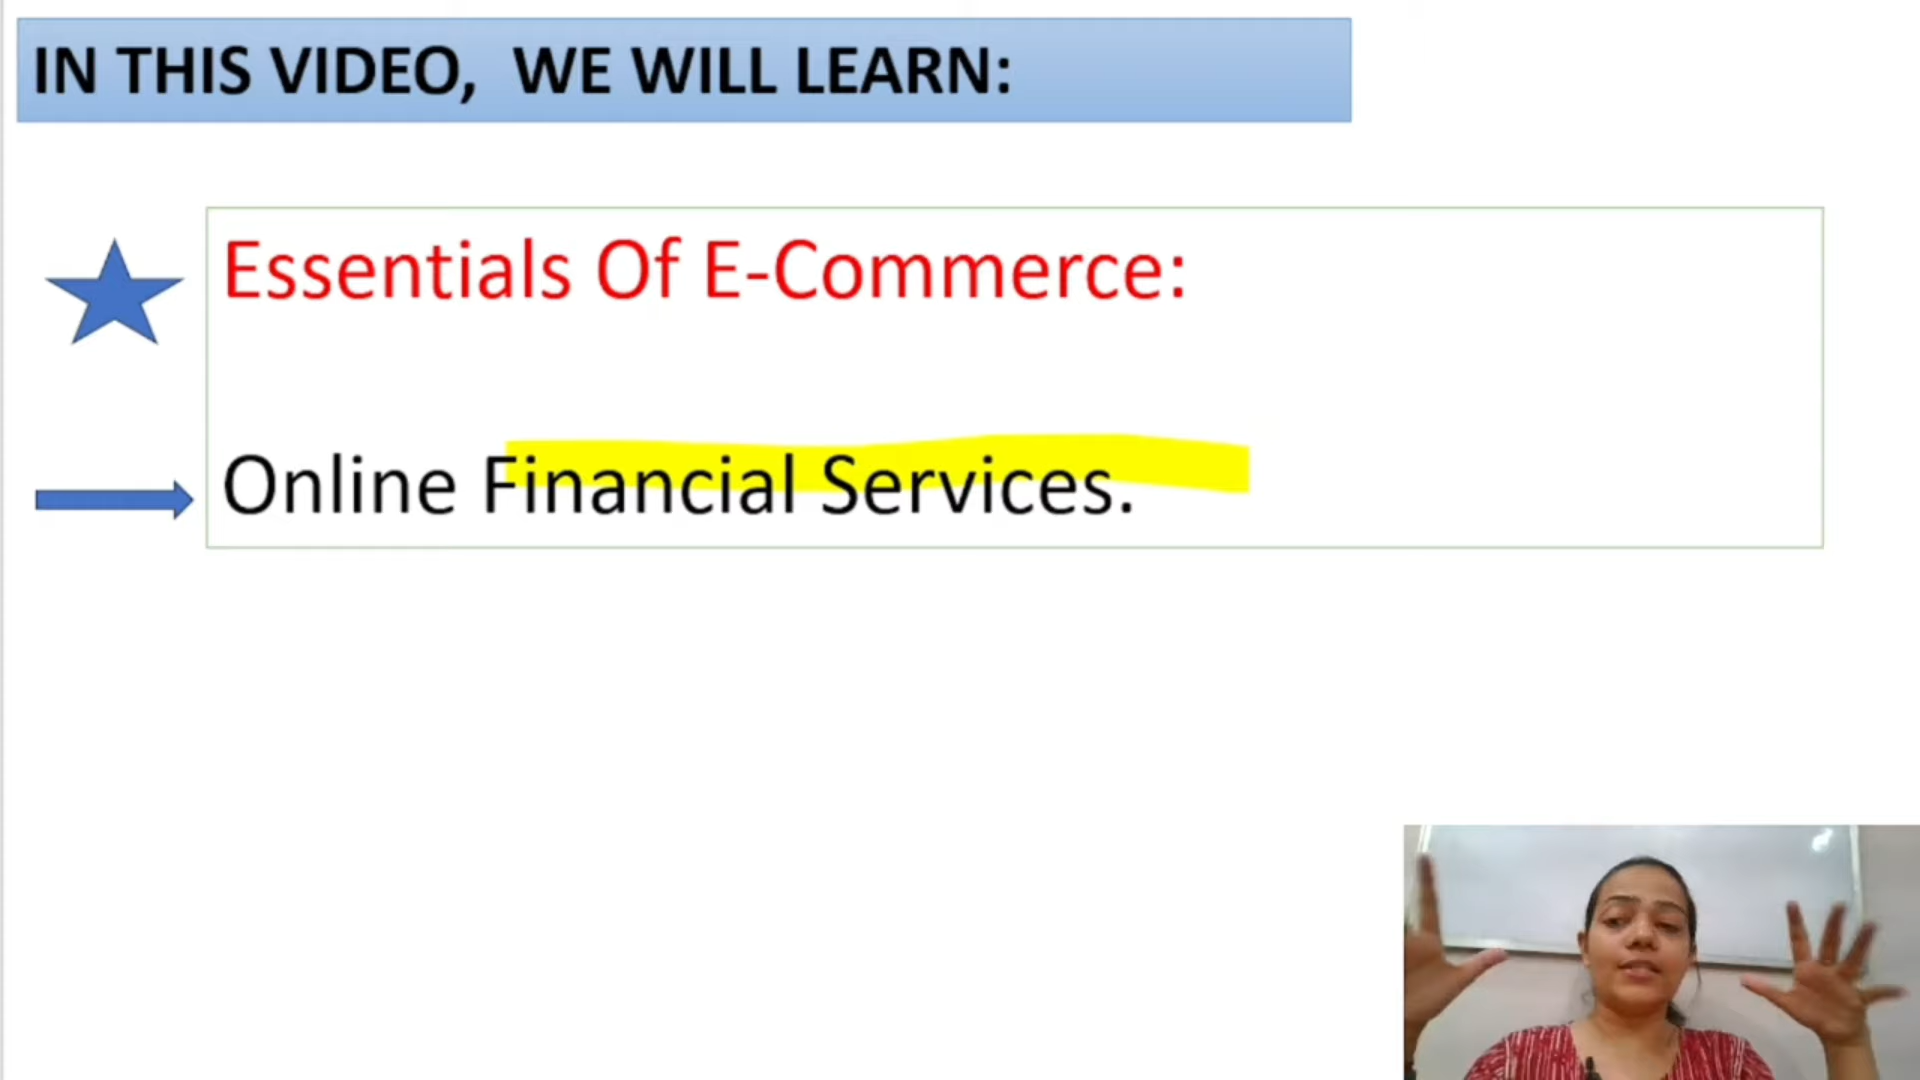 IN THIS VIDEO, WE WILL LEARN:
Essentials Of E-Commerce:
Online Financial Services.